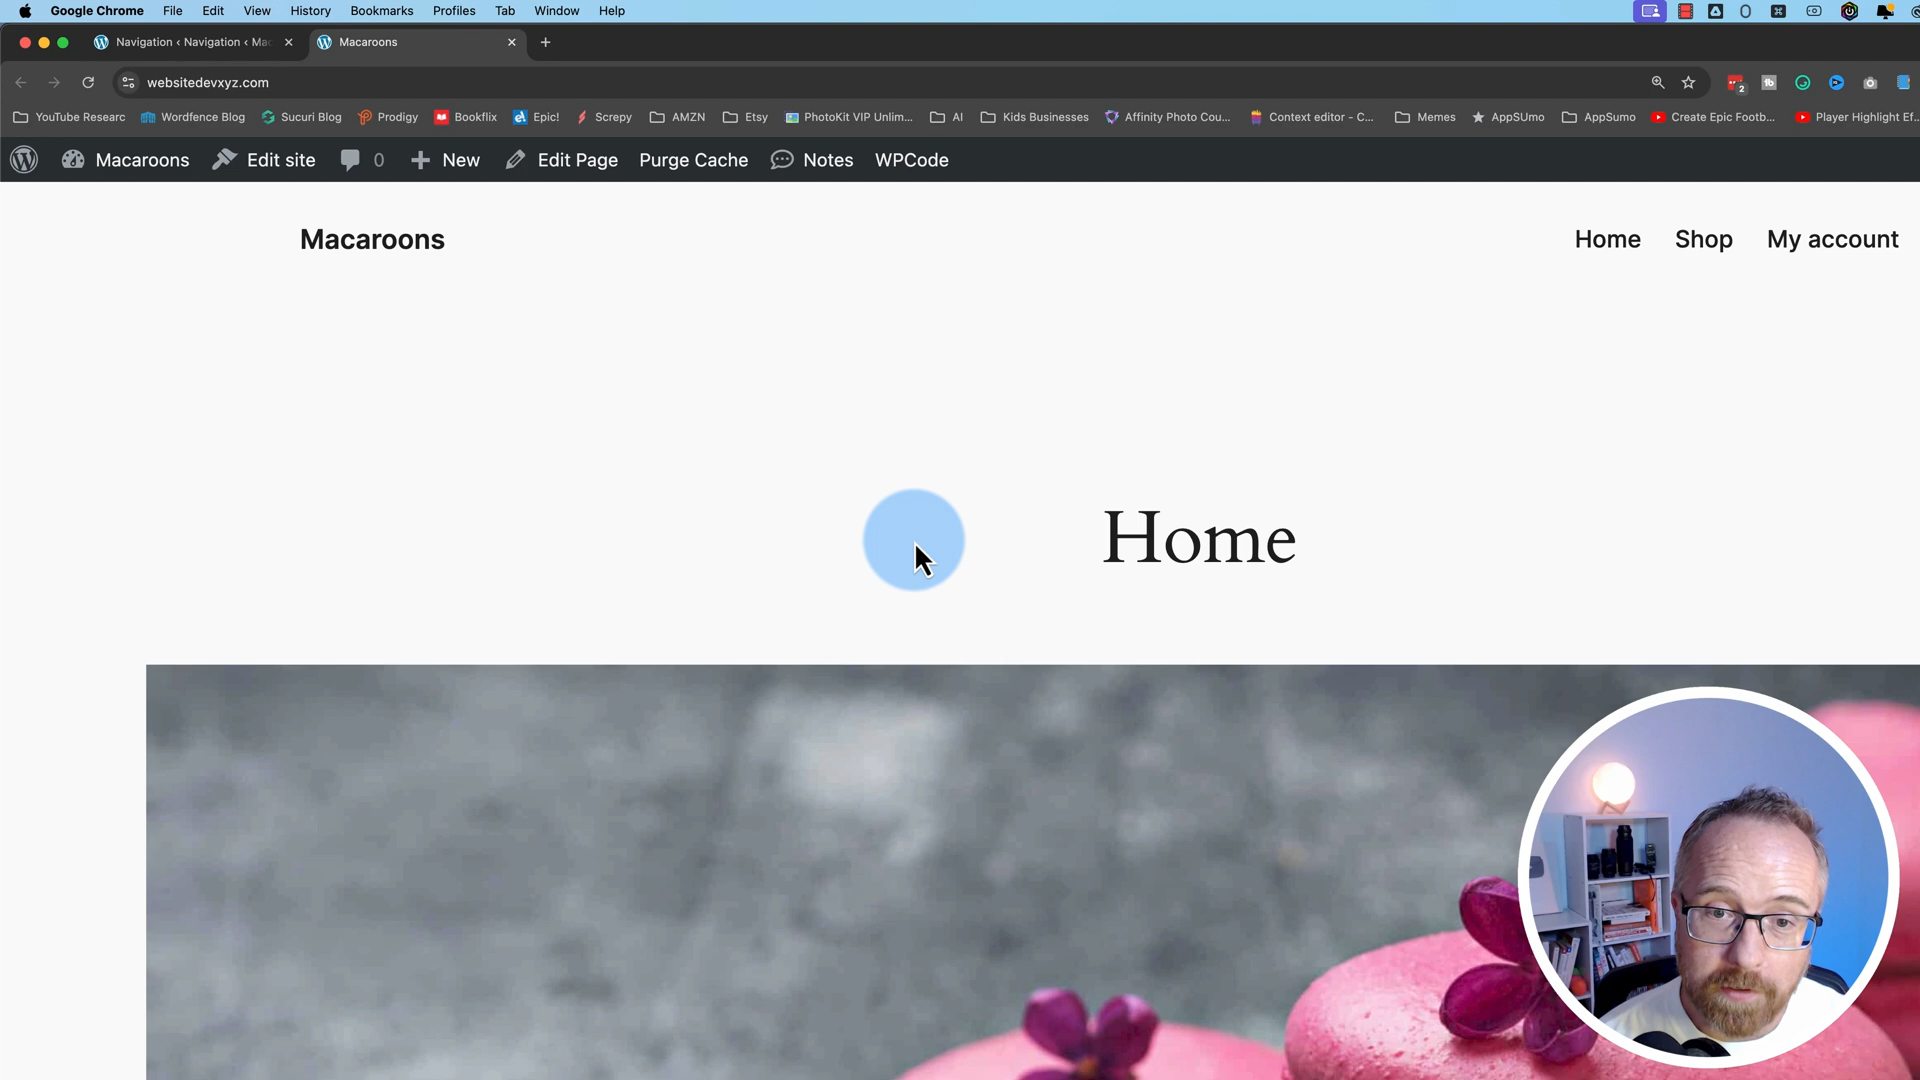 Google Chrome File Edit View History Bookmarks Profiles Tab Window Help
Navigation ‹ Navigation ‹ Mac
Macaroons
websitedevxyz.com
2
YouTube Researc
Wordfence Blog
Sucuri Blog
Prodigy
Bookflix
Epic!
Screpy
AMZN
Etsy
PhotoKit VIP Unlim...
AI
Kids Businesses
Affinity Photo Cou...
Context editor - C...
Memes
AppSUmo
AppSumo
Create Epic Footb...
Player Highlight Ef...
Macaroons
Edit site
0
New
Edit Page
Purge Cache
Notes
WPCode
Macaroons
Home Shop My account
Home